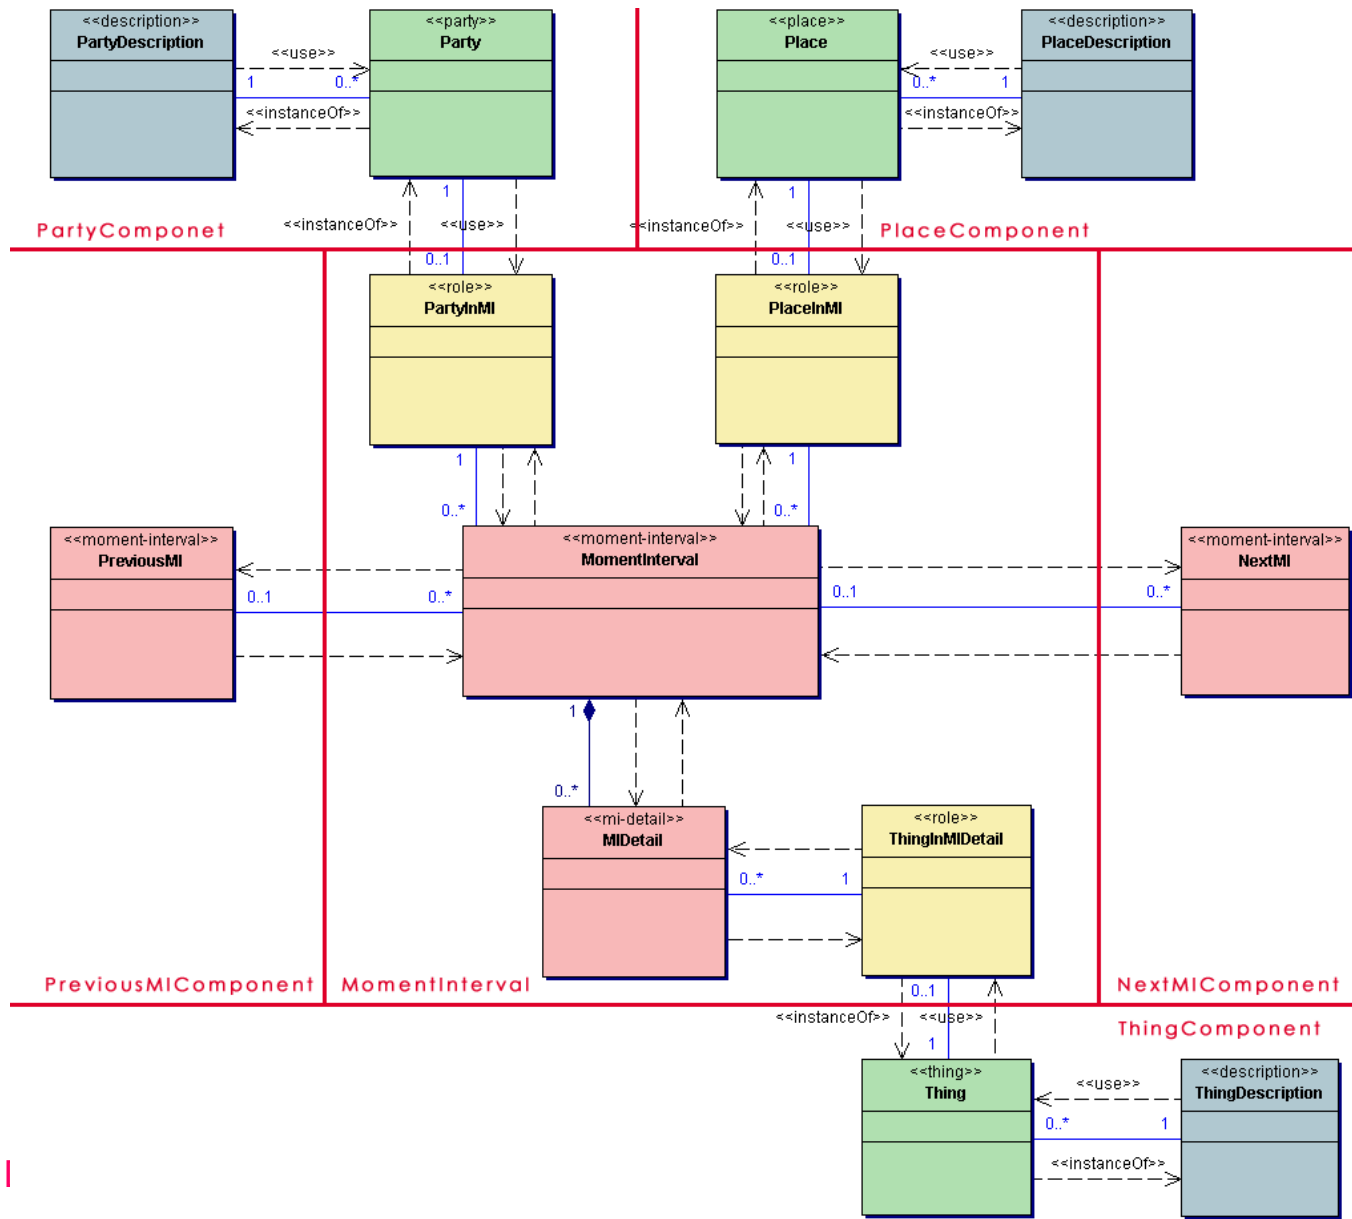 <<description>>
PartyDescription
<<party>>
Party
<<place>>
Place
<<description>>
PlaceDescription
<<use>>
1 0..*
<<instanceOf>>
<<use>>
0..* 1
<<instanceOf>>
1
<<instanceOf>> <<use>>
0..1
1
<<instanceOf>> <<use>>
0..1
PartyComponet
PlaceComponent
<<role>>
PartyInMI
<<role>>
PlaceInMI
1
0..*
1
0..*
<<moment-interval>>
PreviousMI
<<moment-interval>>
MomentInterval
<<moment-interval>>
NextMI
0..1 0..*
0..1 0..*
1
0..*
<<mi-detail>>
MIDetail
<<role>>
ThingInMIDetail
0..* 1
PreviousMIComponent
MomentInterval
NextMIComponent
0..1
<<instanceOf>> <<use>>
1
ThingComponent
<<thing>>
Thing
<<description>>
ThingDescription
<<use>>
0..* 1
<<instanceOf>>